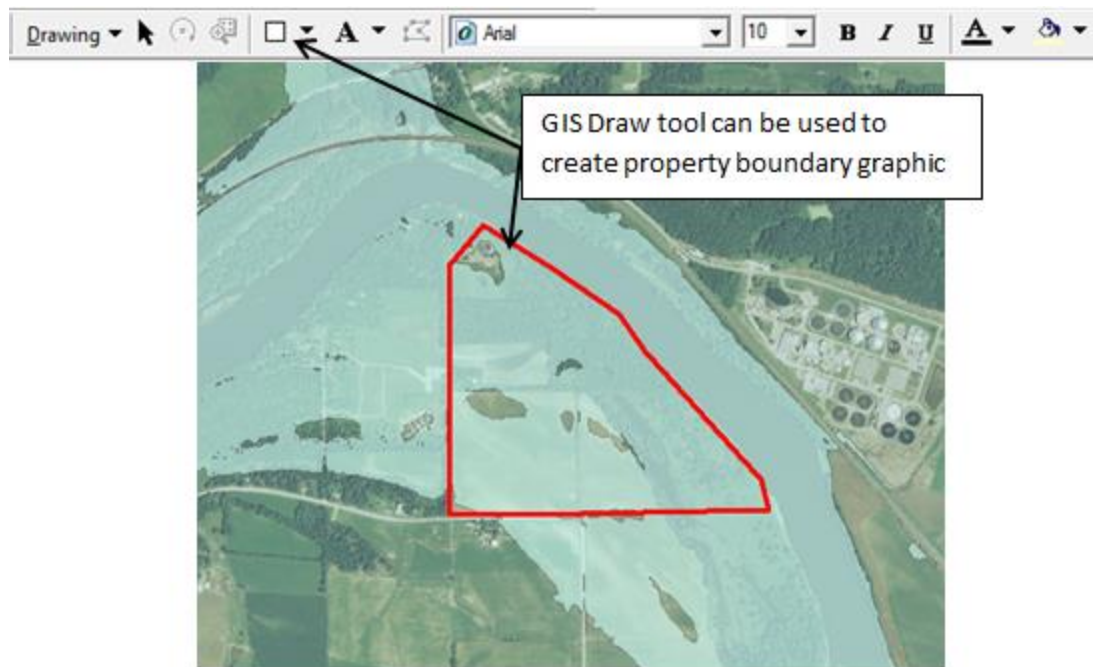 Drawing A Arial 10 B I U A
GIS Draw tool can be used to
create property boundary graphic